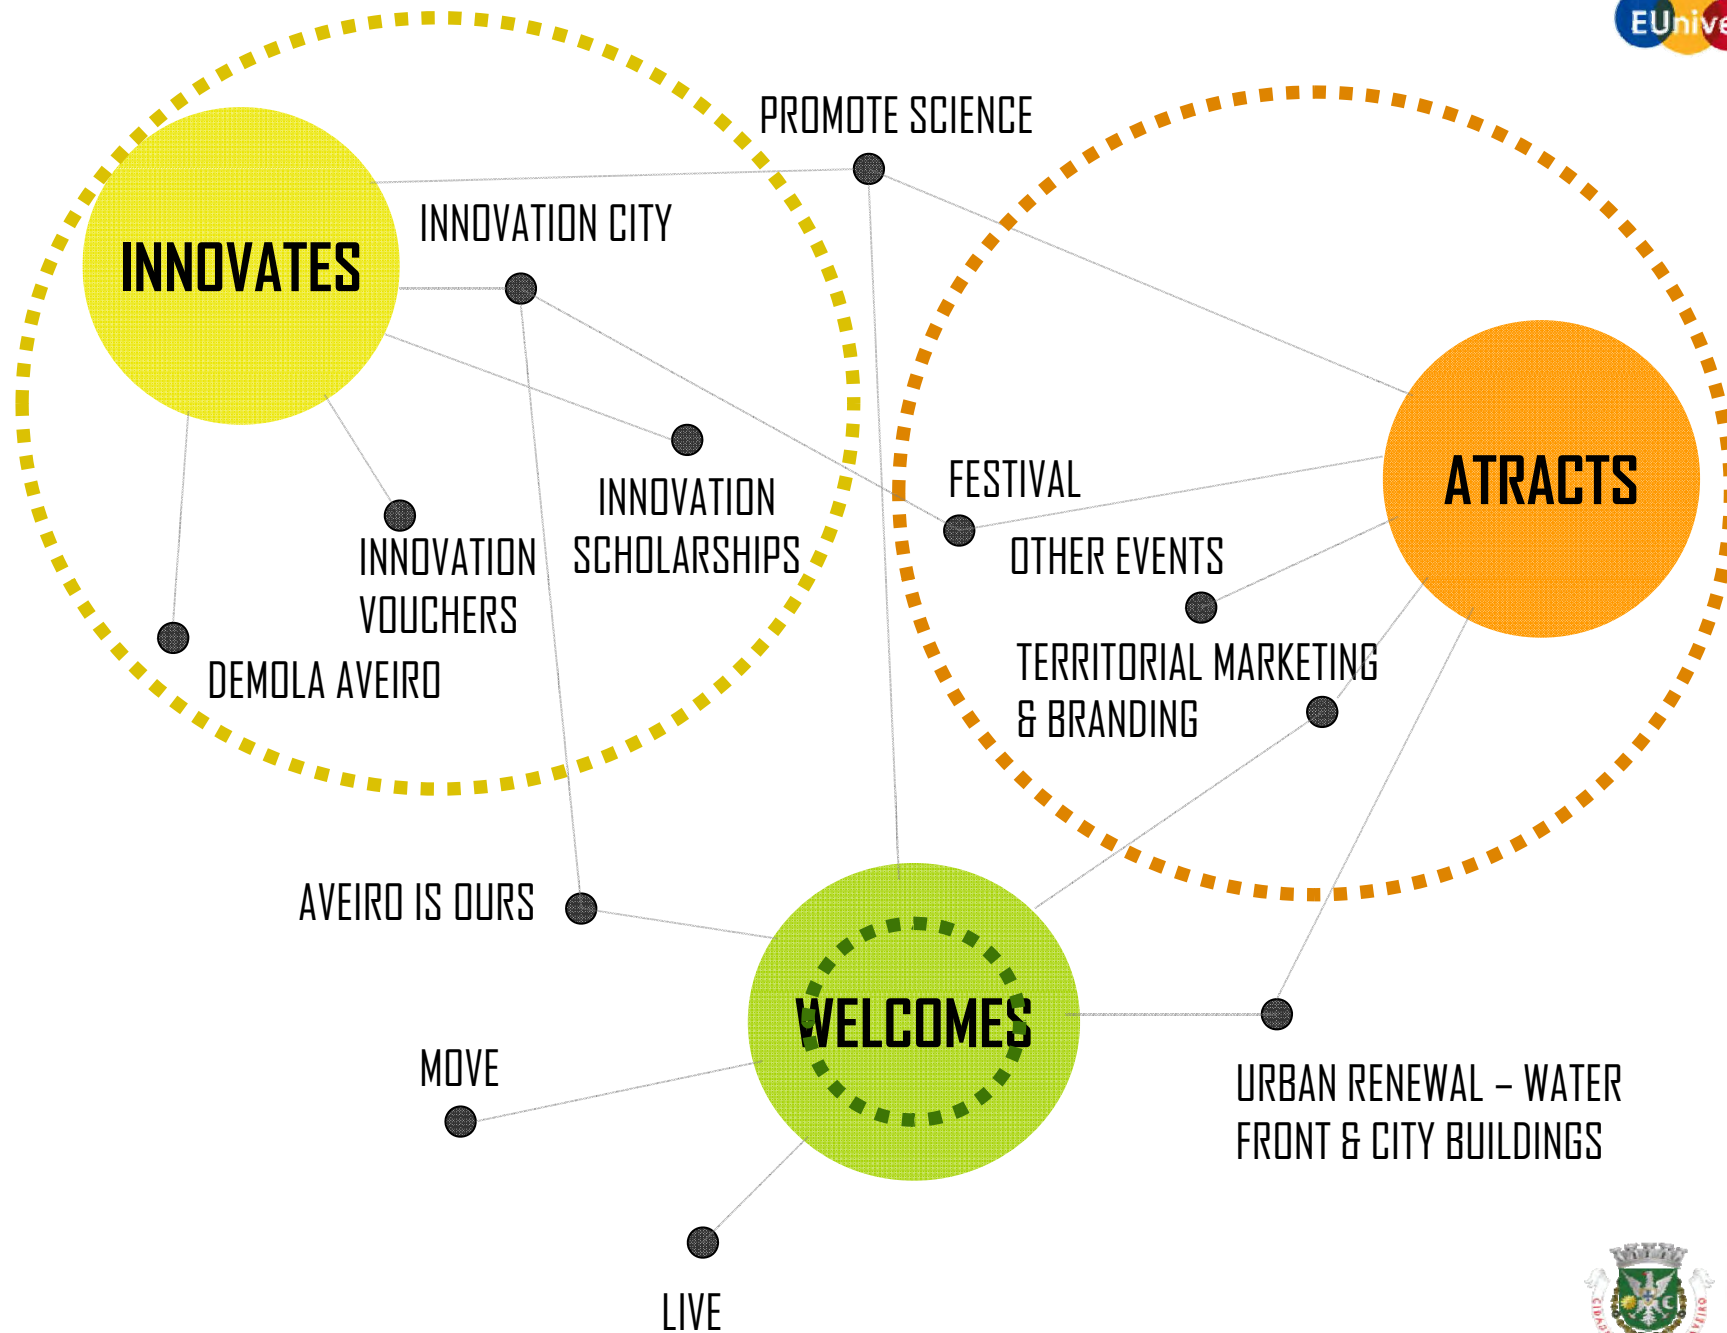 EUnive
PROMOTE SCIENCE
INNOVATION CITY
INNOVATES
ATRACTS
FESTIVAL
INNOVATION
SCHOLARSHIPS
OTHER EVENTS
INNOVATION
VOUCHERS
TERRITORIAL MARKETING
& BRANDING
DEMOLA AVEIRO
AVEIRO IS OURS
WELCOMES
MOVE
URBAN RENEWAL – WATER
FRONT & CITY BUILDINGS
LIVE